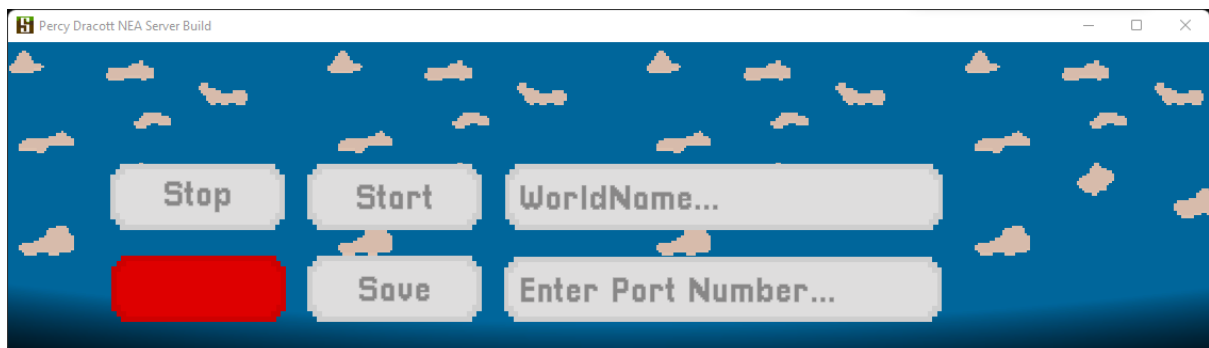 Percy Dracott NEA Server Build
Stop Start WorldName...
Save Enter Port Number...